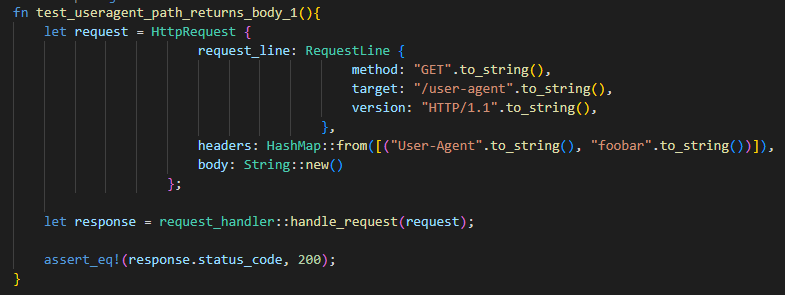 fn test_useragent_path_returns_body_1(){
    let request = HttpRequest {
                        request_line: RequestLine {
                                            method: "GET".to_string(),
                                            target: "/user-agent".to_string(),
                                            version: "HTTP/1.1".to_string(),
                                        },
                        headers: HashMap::from([("User-Agent".to_string(), "foobar".to_string())]),
                        body: String::new()
                    };

    let response = request_handler::handle_request(request);

    assert_eq!(response.status_code, 200);
}